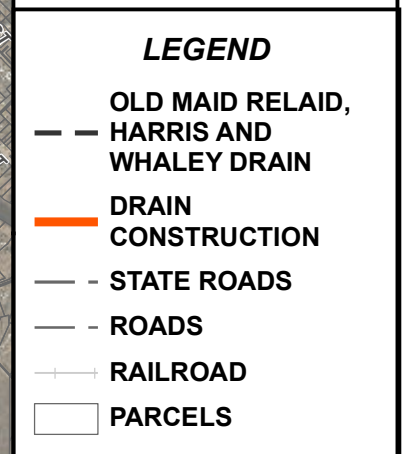 LEGEND
OLD MAID RELAID,
HARRIS AND
WHALEY DRAIN
DRAIN
CONSTRUCTION
STATE ROADS
ROADS
RAILROAD
PARCELS